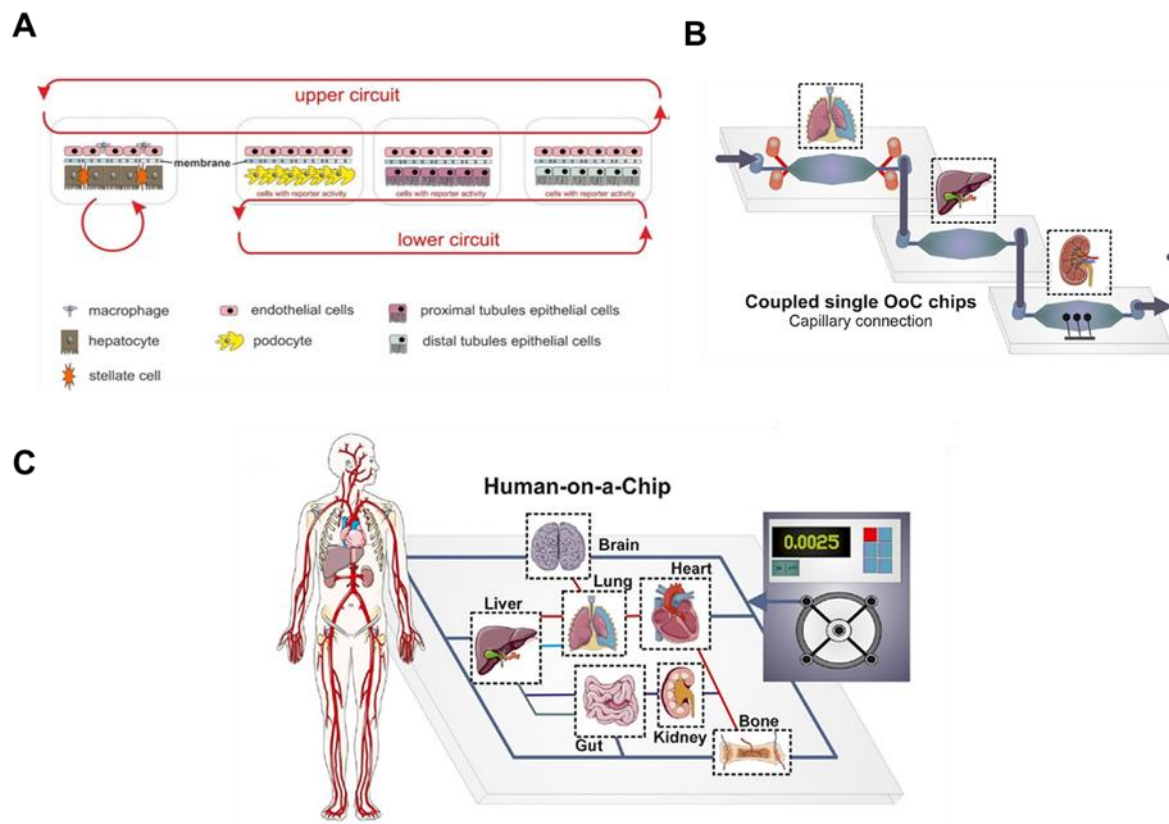 A
upper circuit
membrane
cells with reporter activity
cells with reporter activity
cells with reporter activity
lower circuit
macrophage
endothelial cells
proximal tubules epithelial cells
hepatocyte
podocyte
distal tubules epithelial cells
stellate cell
B
Coupled single OoC chips
Capillary connection
C
Human-on-a-Chip
0.0025
Brain
Heart
Lung
Liver
Bone
Kidney
Gut